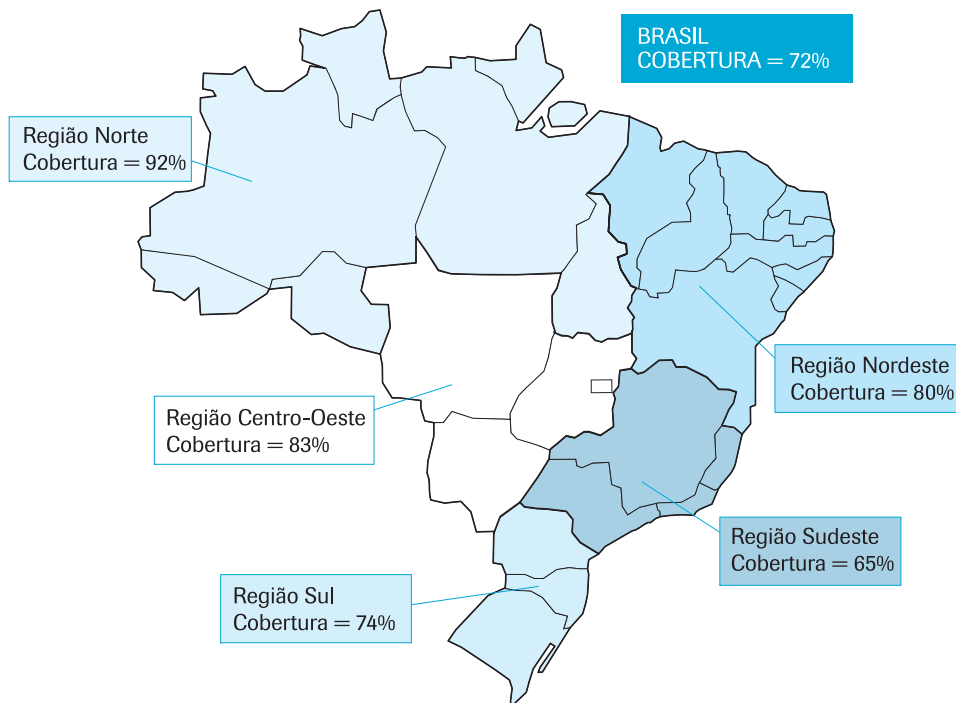 BRASIL
COBERTURA = 72%
Região Norte
Cobertura = 92%
Região Nordeste
Cobertura = 80%
Região Centro-Oeste
Cobertura = 83%
Região Sudeste
Cobertura = 65%
Região Sul
Cobertura = 74%